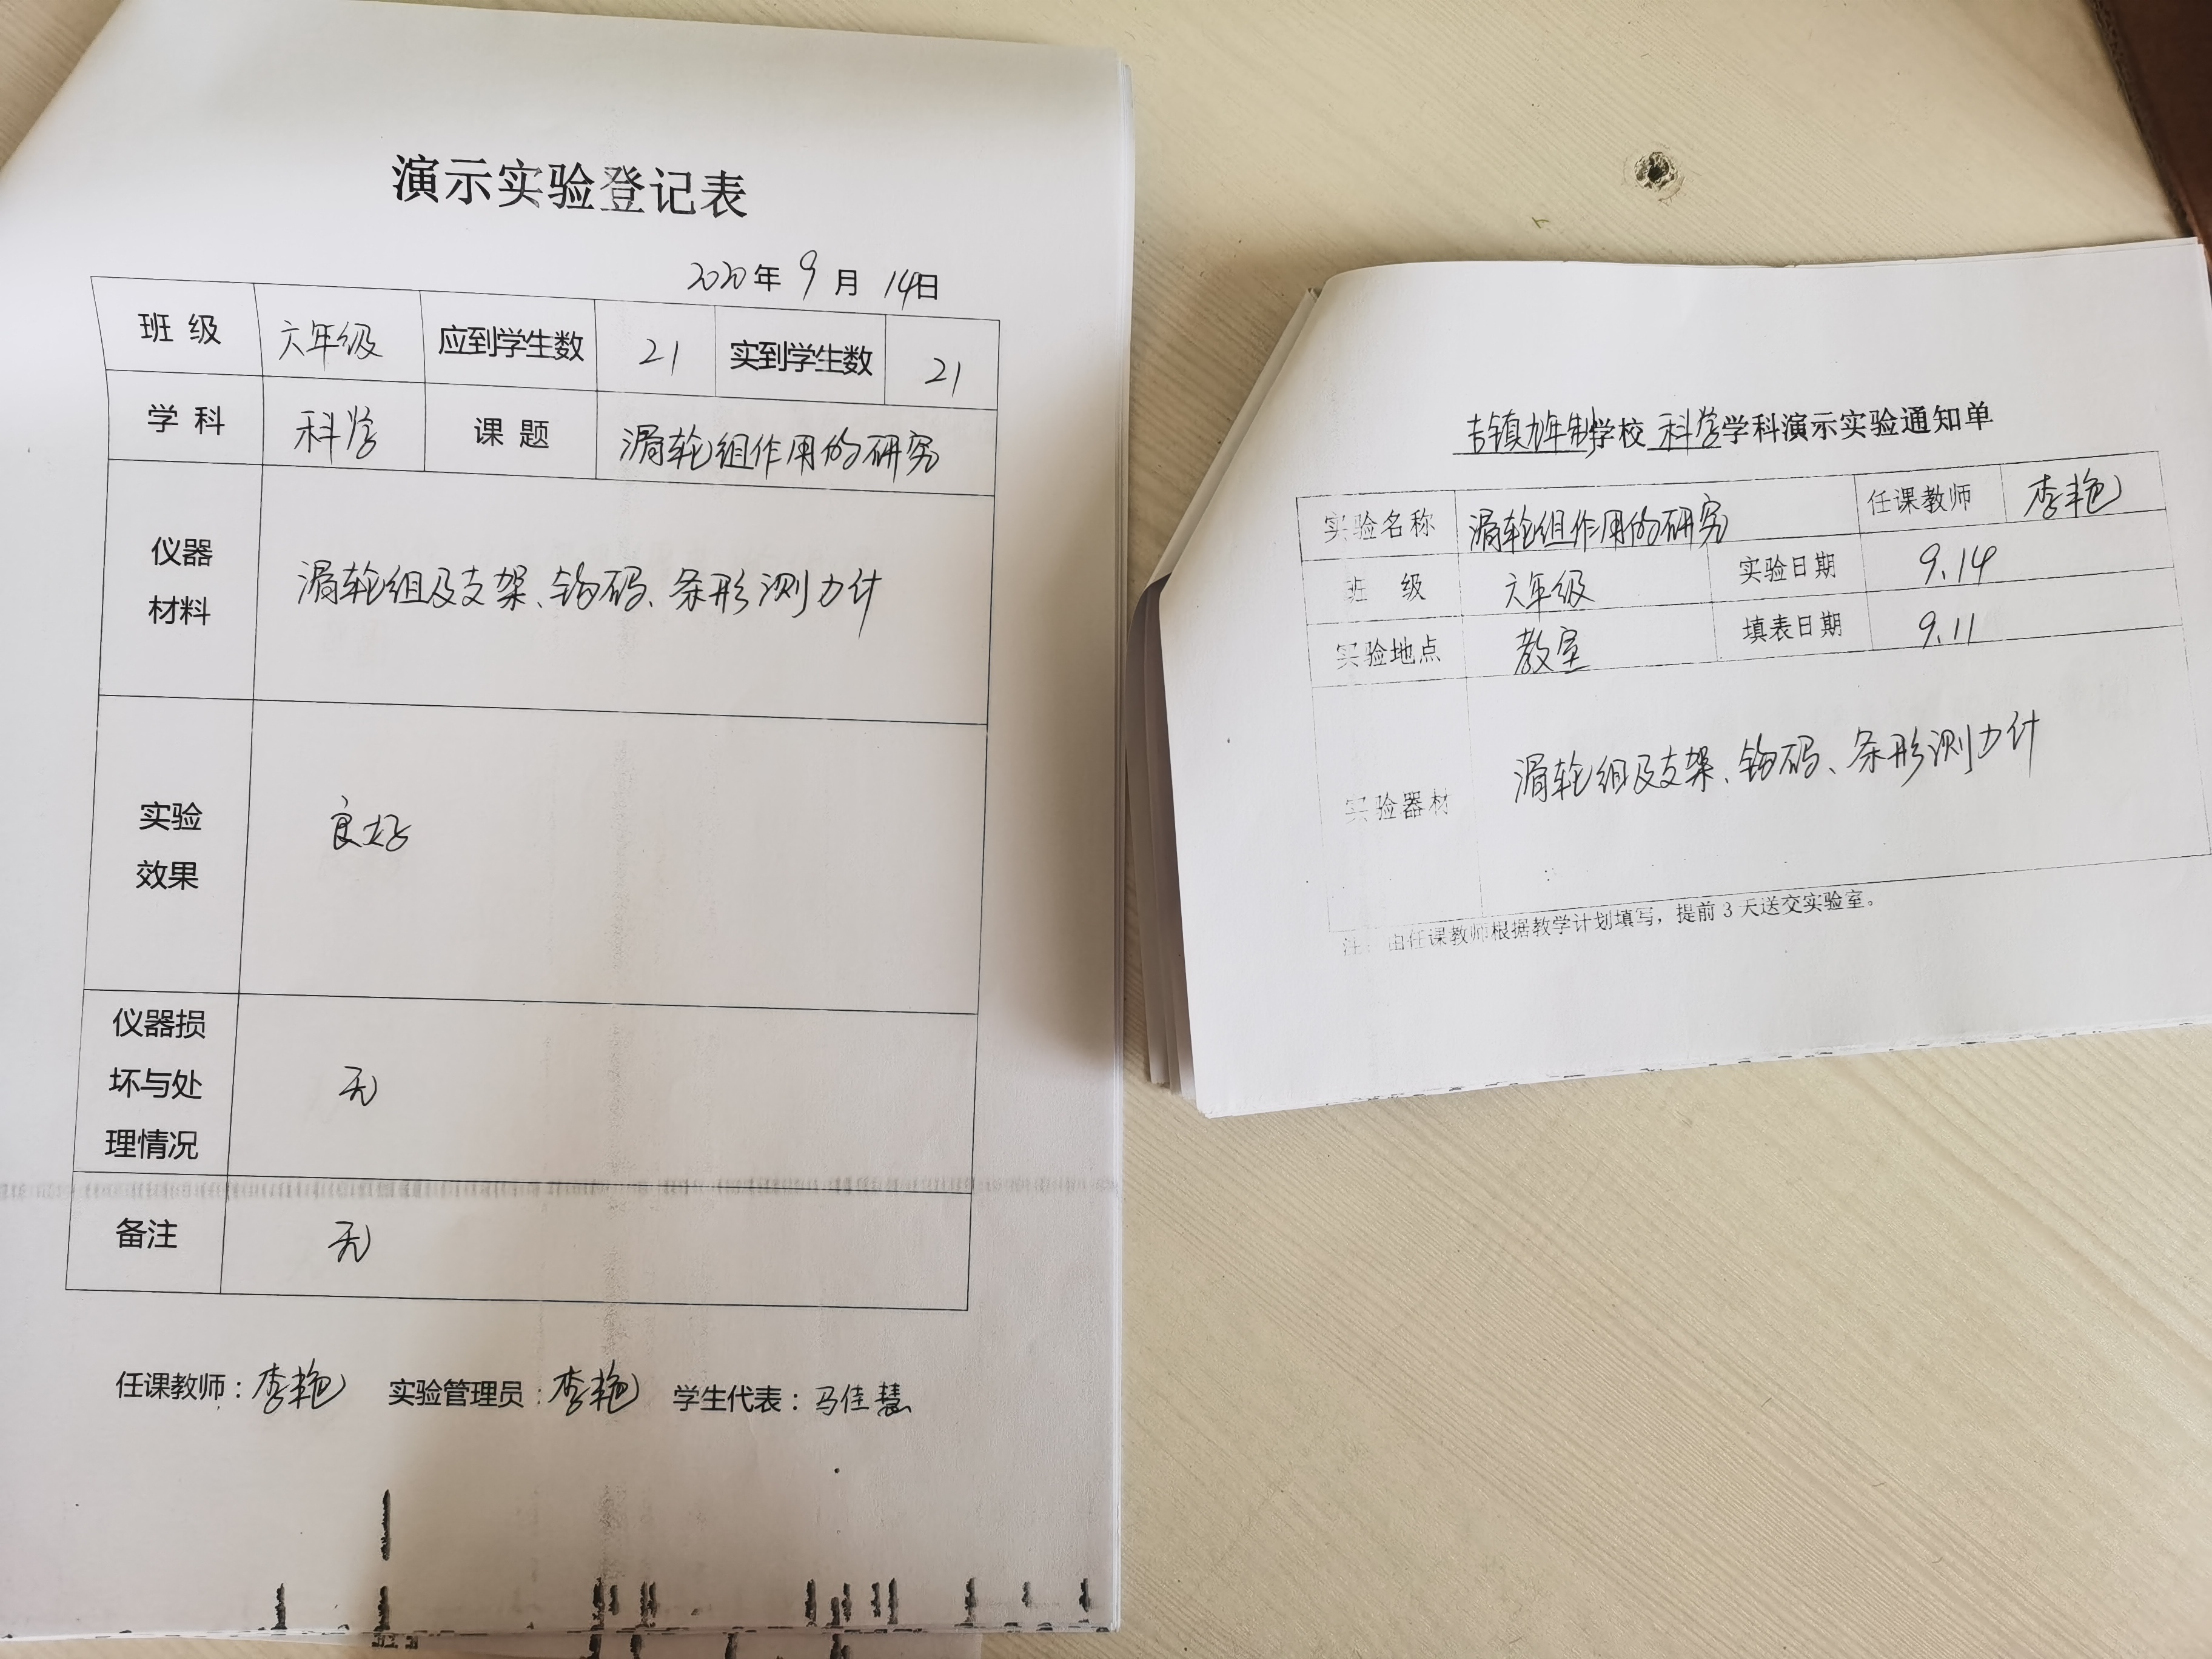 演示实验登记表
2020年 9月 14日
班 级 六年级 应到学生数 21 实到学生数 21
学 科 科学 课 题 滑轮组作用的研究
仪器
材料
滑轮组及支架、钩码、条形测力计
实验
效果
良好
仪器损
坏与处
理情况
无
备注 无
任课教师：李艳 实验管理员：李艳 学生代表：马佳慧
吉镇九年制学校 科学学科演示实验通知单
实验名称 滑轮组作用的研究 任课教师 李艳
班 级 六年级 实验日期 9.14
实验地点 教室 填表日期 9.11
实验器材 滑轮组及支架、钩码、条形测力计
注：由任课教师根据教学计划填写，提前 3 天送交实验室。